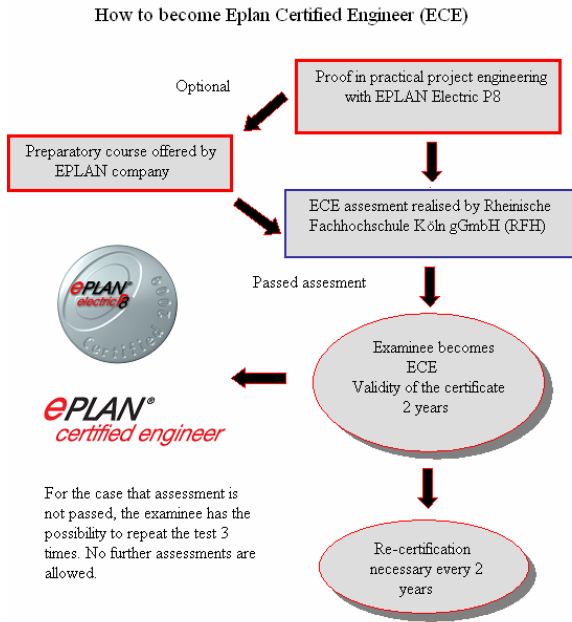 How to become Eplan Certified Engineer (ECE)
Optional
Proof in practical project engineering
with EPLAN Electric P8
Preparatory course offered by
EPLAN company
ECE assesment realised by Rheinische
Fachhochschule Köln gGmbH (RFH)
Passed assesment
ePLAN®
electric P8
Certified 2009
Examinee becomes
ECE
Validity of the certificate
2 years
ePLAN®
certified engineer
For the case that assessment is
not passed, the examinee has the
possibility to repeat the test 3
times. No further assessments are
allowed.
Re-certification
necessary every 2
years